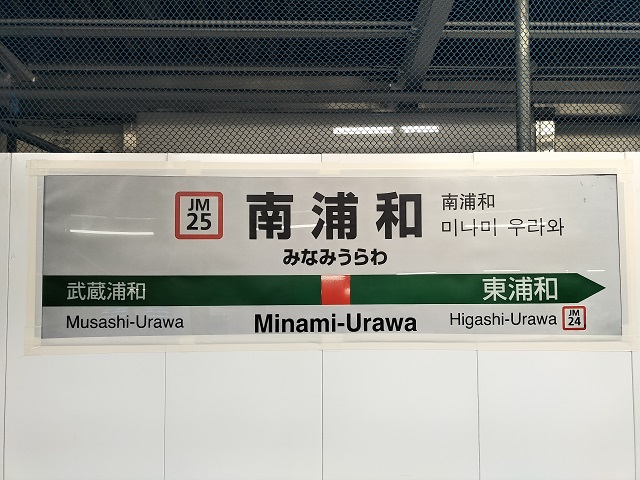 JM
25
南浦和
南浦和
미나미 우라와
みなみうらわ
武蔵浦和
東浦和
Musashi-Urawa
Minami-Urawa
Higashi-Urawa
JM
24